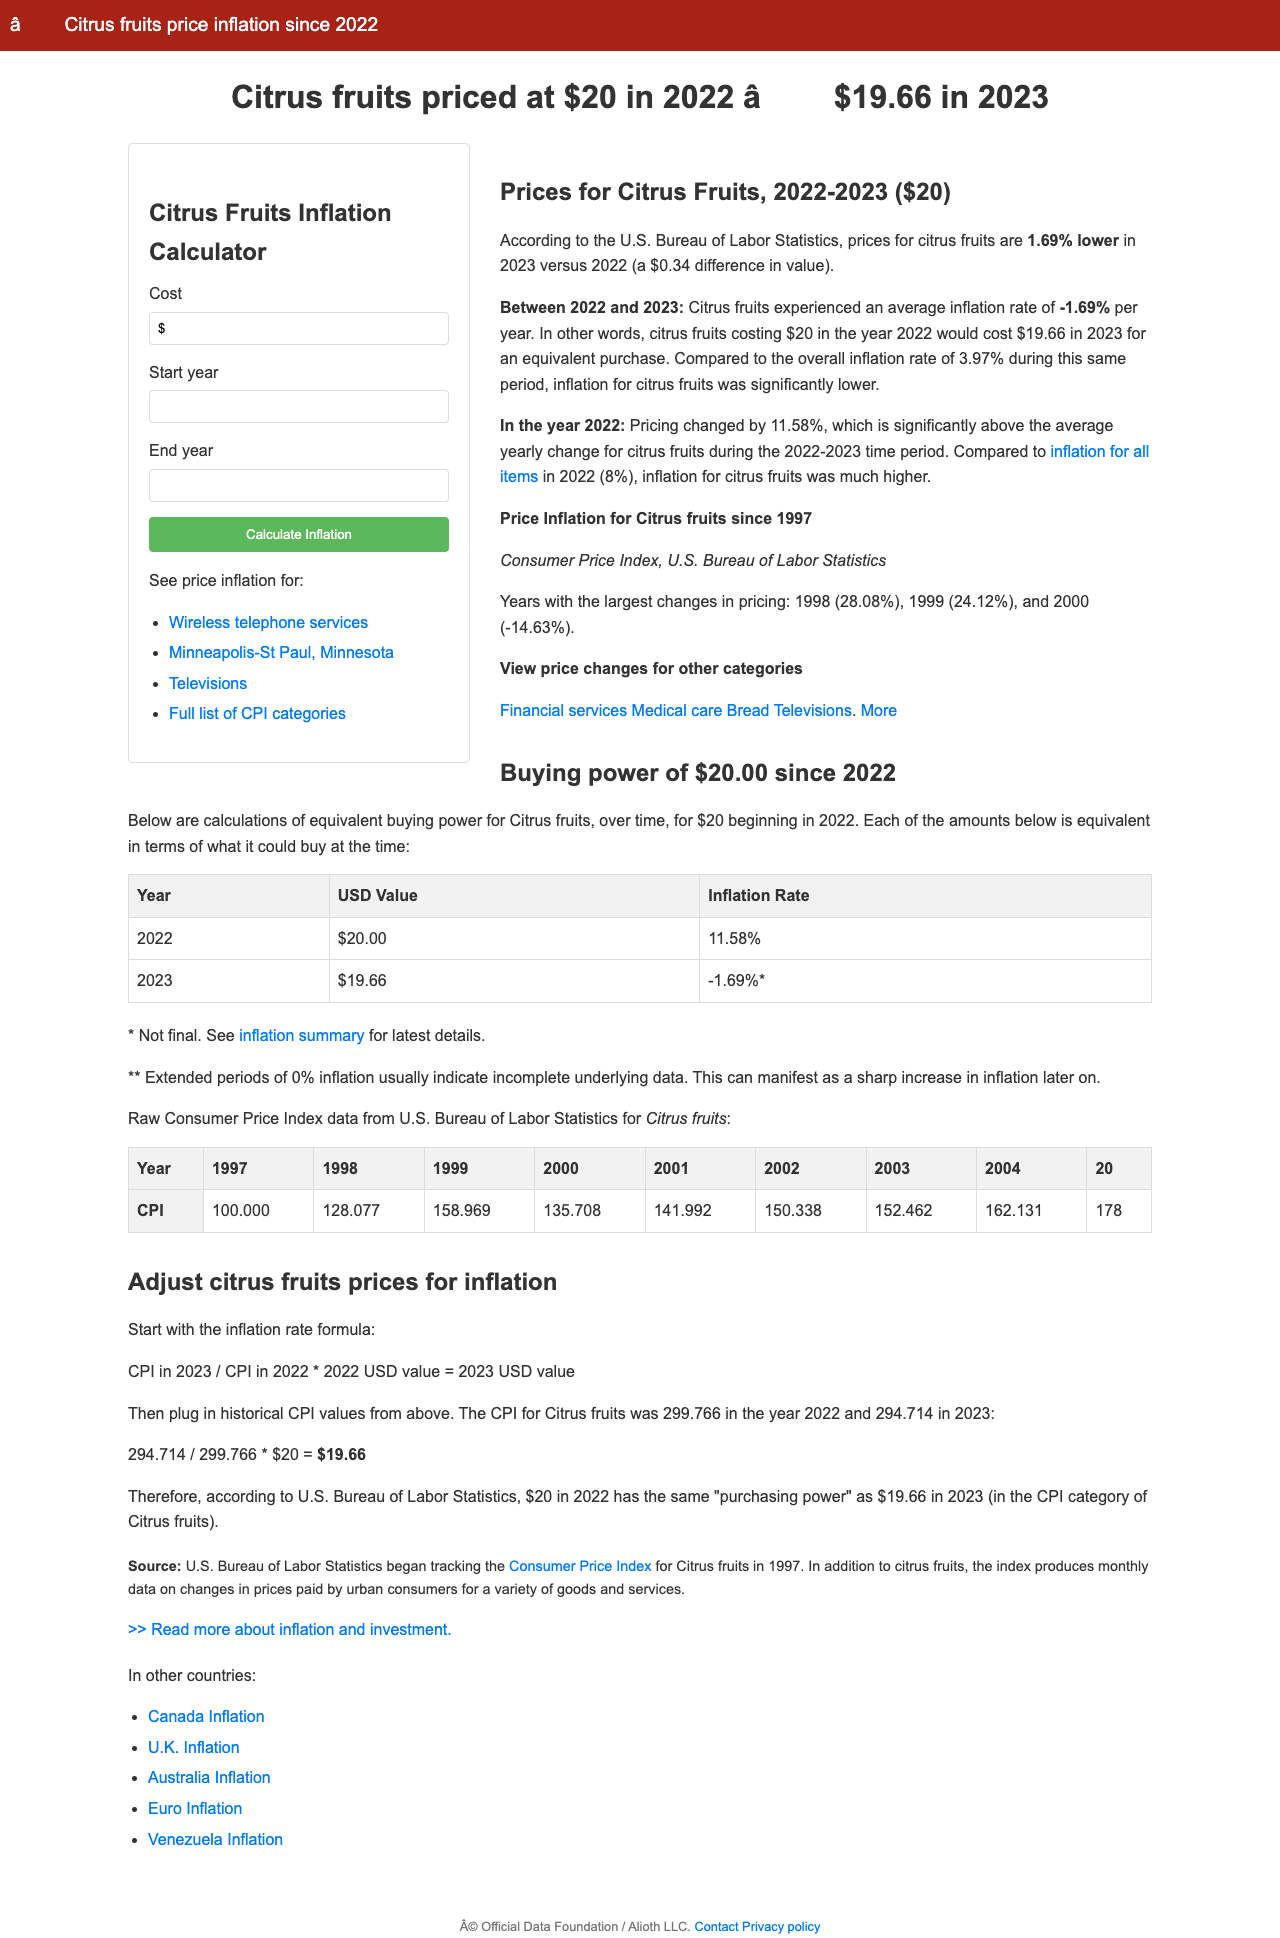 â Citrus fruits price inflation since 2022
Citrus fruits priced at $20 in 2022 â $19.66 in 2023
Citrus Fruits Inflation
Calculator
Cost
$
Start year
End year
Calculate Inflation
See price inflation for:
• Wireless telephone services
• Minneapolis-St Paul, Minnesota
• Televisions
• Full list of CPI categories
Prices for Citrus Fruits, 2022-2023 ($20)
According to the U.S. Bureau of Labor Statistics, prices for citrus fruits are 1.69% lower in
2023 versus 2022 (a $0.34 difference in value).
Between 2022 and 2023: Citrus fruits experienced an average inflation rate of -1.69% per
year. In other words, citrus fruits costing $20 in the year 2022 would cost $19.66 in 2023 for
an equivalent purchase. Compared to the overall inflation rate of 3.97% during this same
period, inflation for citrus fruits was significantly lower.
In the year 2022: Pricing changed by 11.58%, which is significantly above the average
yearly change for citrus fruits during the 2022-2023 time period. Compared to inflation for all
items in 2022 (8%), inflation for citrus fruits was much higher.
Price Inflation for Citrus fruits since 1997
Consumer Price Index, U.S. Bureau of Labor Statistics
Years with the largest changes in pricing: 1998 (28.08%), 1999 (24.12%), and 2000
(-14.63%).
View price changes for other categories
Financial services Medical care Bread Televisions. More
Buying power of $20.00 since 2022
Below are calculations of equivalent buying power for Citrus fruits, over time, for $20 beginning in 2022. Each of the amounts below is equivalent
in terms of what it could buy at the time:
Year USD Value Inflation Rate
2022 $20.00 11.58%
2023 $19.66 -1.69%*
* Not final. See inflation summary for latest details.
** Extended periods of 0% inflation usually indicate incomplete underlying data. This can manifest as a sharp increase in inflation later on.
Raw Consumer Price Index data from U.S. Bureau of Labor Statistics for Citrus fruits:
Year 1997 1998 1999 2000 2001 2002 2003 2004 20
CPI 100.000 128.077 158.969 135.708 141.992 150.338 152.462 162.131 178
Adjust citrus fruits prices for inflation
Start with the inflation rate formula:
CPI in 2023 / CPI in 2022 * 2022 USD value = 2023 USD value
Then plug in historical CPI values from above. The CPI for Citrus fruits was 299.766 in the year 2022 and 294.714 in 2023:
294.714 / 299.766 * $20 = $19.66
Therefore, according to U.S. Bureau of Labor Statistics, $20 in 2022 has the same "purchasing power" as $19.66 in 2023 (in the CPI category of
Citrus fruits).
Source: U.S. Bureau of Labor Statistics began tracking the Consumer Price Index for Citrus fruits in 1997. In addition to citrus fruits, the index produces monthly
data on changes in prices paid by urban consumers for a variety of goods and services.
>> Read more about inflation and investment.
In other countries:
• Canada Inflation
• U.K. Inflation
• Australia Inflation
• Euro Inflation
• Venezuela Inflation
Â© Official Data Foundation / Alioth LLC. Contact Privacy policy